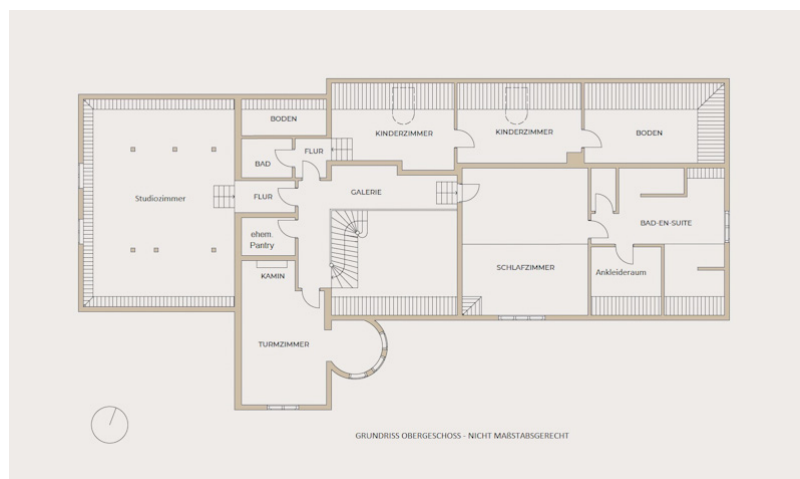 BODEN
KINDERZIMMER
KINDERZIMMER
BODEN
FLUR
BAD
GALERIE
Studiozimmer
FLUR
BAD-EN-SUITE
ehem.
Pantry
KAMIN
SCHLAFZIMMER
Ankleideraum
TURMZIMMER
GRUNDRISS OBERGESCHOSS - NICHT MAẞSTABSGERECHT